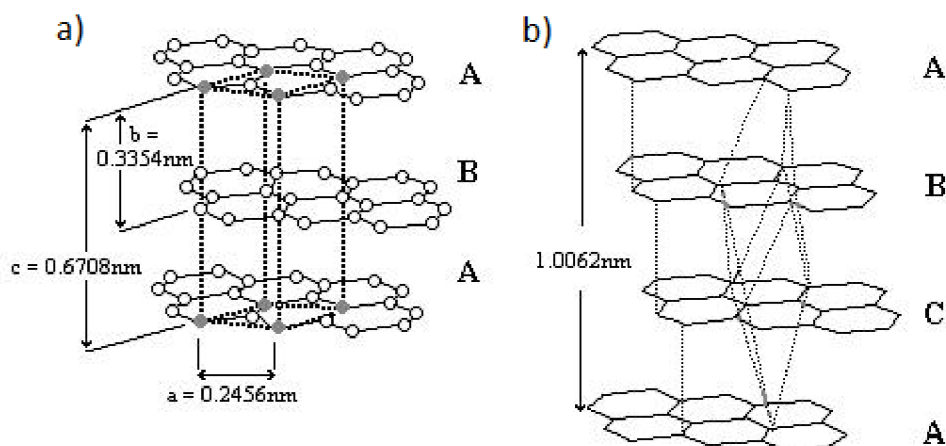 a)
A
b =
0.3354nm
B
c = 0.6708nm
A
a = 0.2456nm
b)
A
B
1.0062nm
C
A